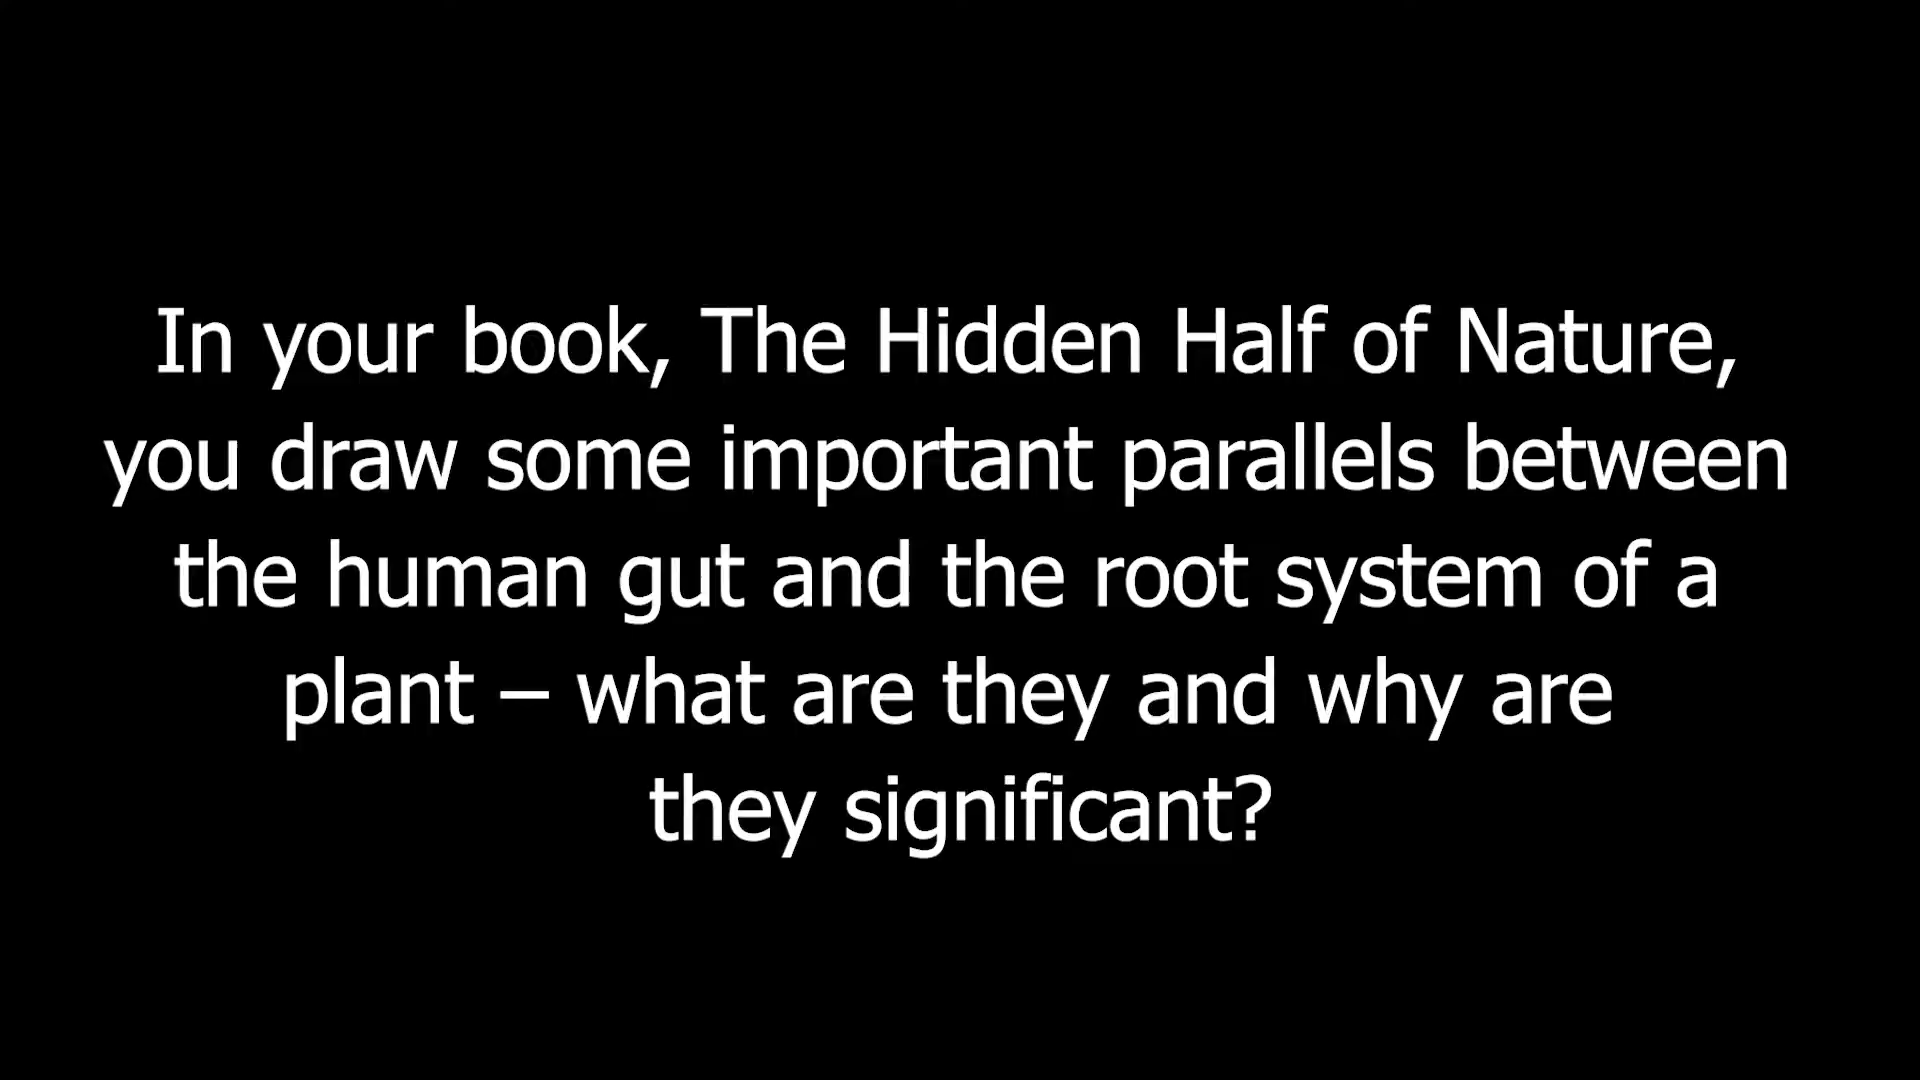 In your book, The Hidden Half of Nature,
you draw some important parallels between
the human gut and the root system of a
plant – what are they and why are
they significant?